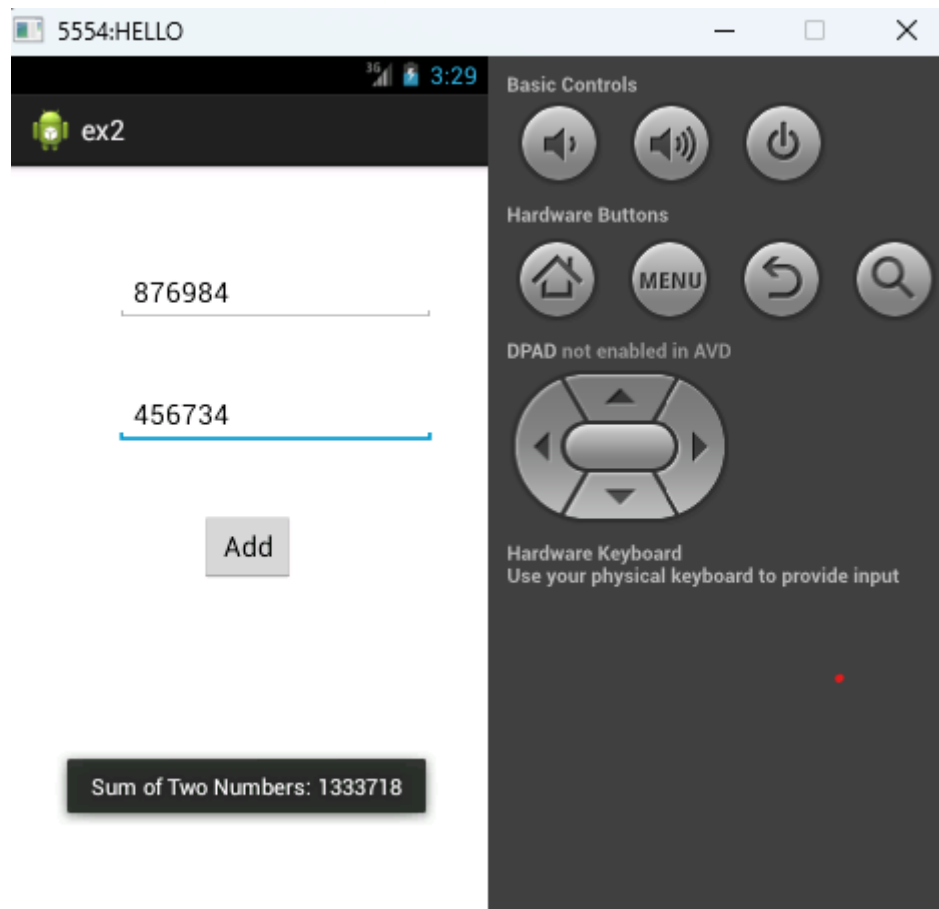 5554:HELLO
3G 3:29
ex2
876984
456734
Add
Sum of Two Numbers: 1333718
Basic Controls
Hardware Buttons
MENU
DPAD not enabled in AVD
Hardware Keyboard
Use your physical keyboard to provide input